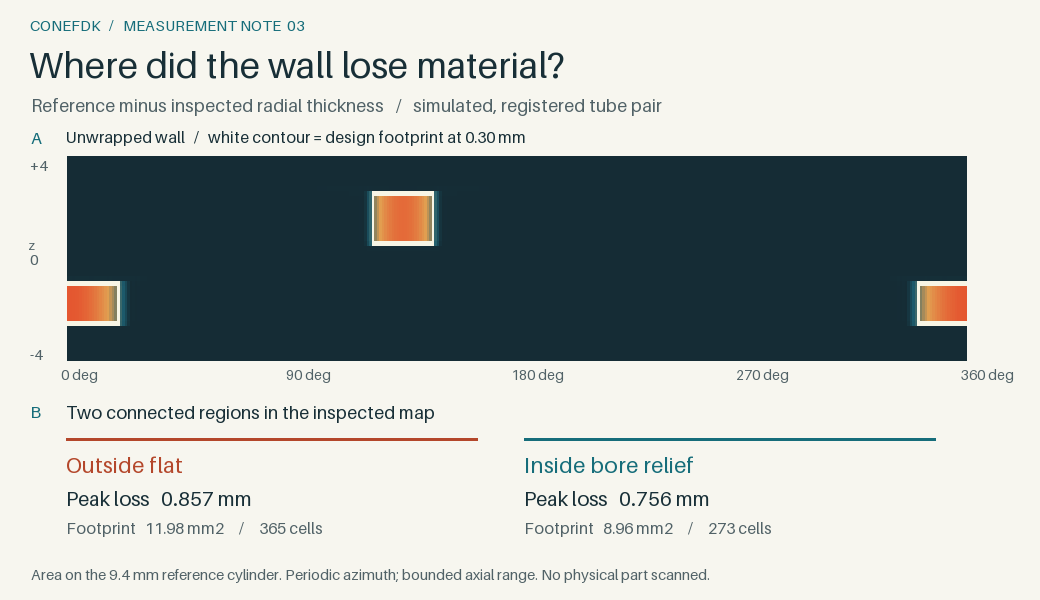 CONEFDK / MEASUREMENT NOTE 03
Where did the wall lose material?
Reference minus inspected radial thickness / simulated, registered tube pair
A Unwrapped wall / white contour = design footprint at 0.30 mm
+4
z
0
-4
0 deg 90 deg 180 deg 270 deg 360 deg
B Two connected regions in the inspected map
Outside flat
Peak loss 0.857 mm
Footprint 11.98 mm2 / 365 cells
Inside bore relief
Peak loss 0.756 mm
Footprint 8.96 mm2 / 273 cells
Area on the 9.4 mm reference cylinder. Periodic azimuth; bounded axial range. No physical part scanned.